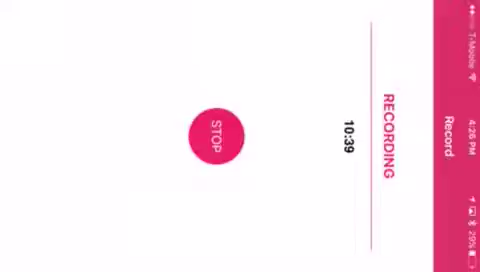 T-Mobile 4:26 PM 29%
Record
RECORDING
10:39
STOP